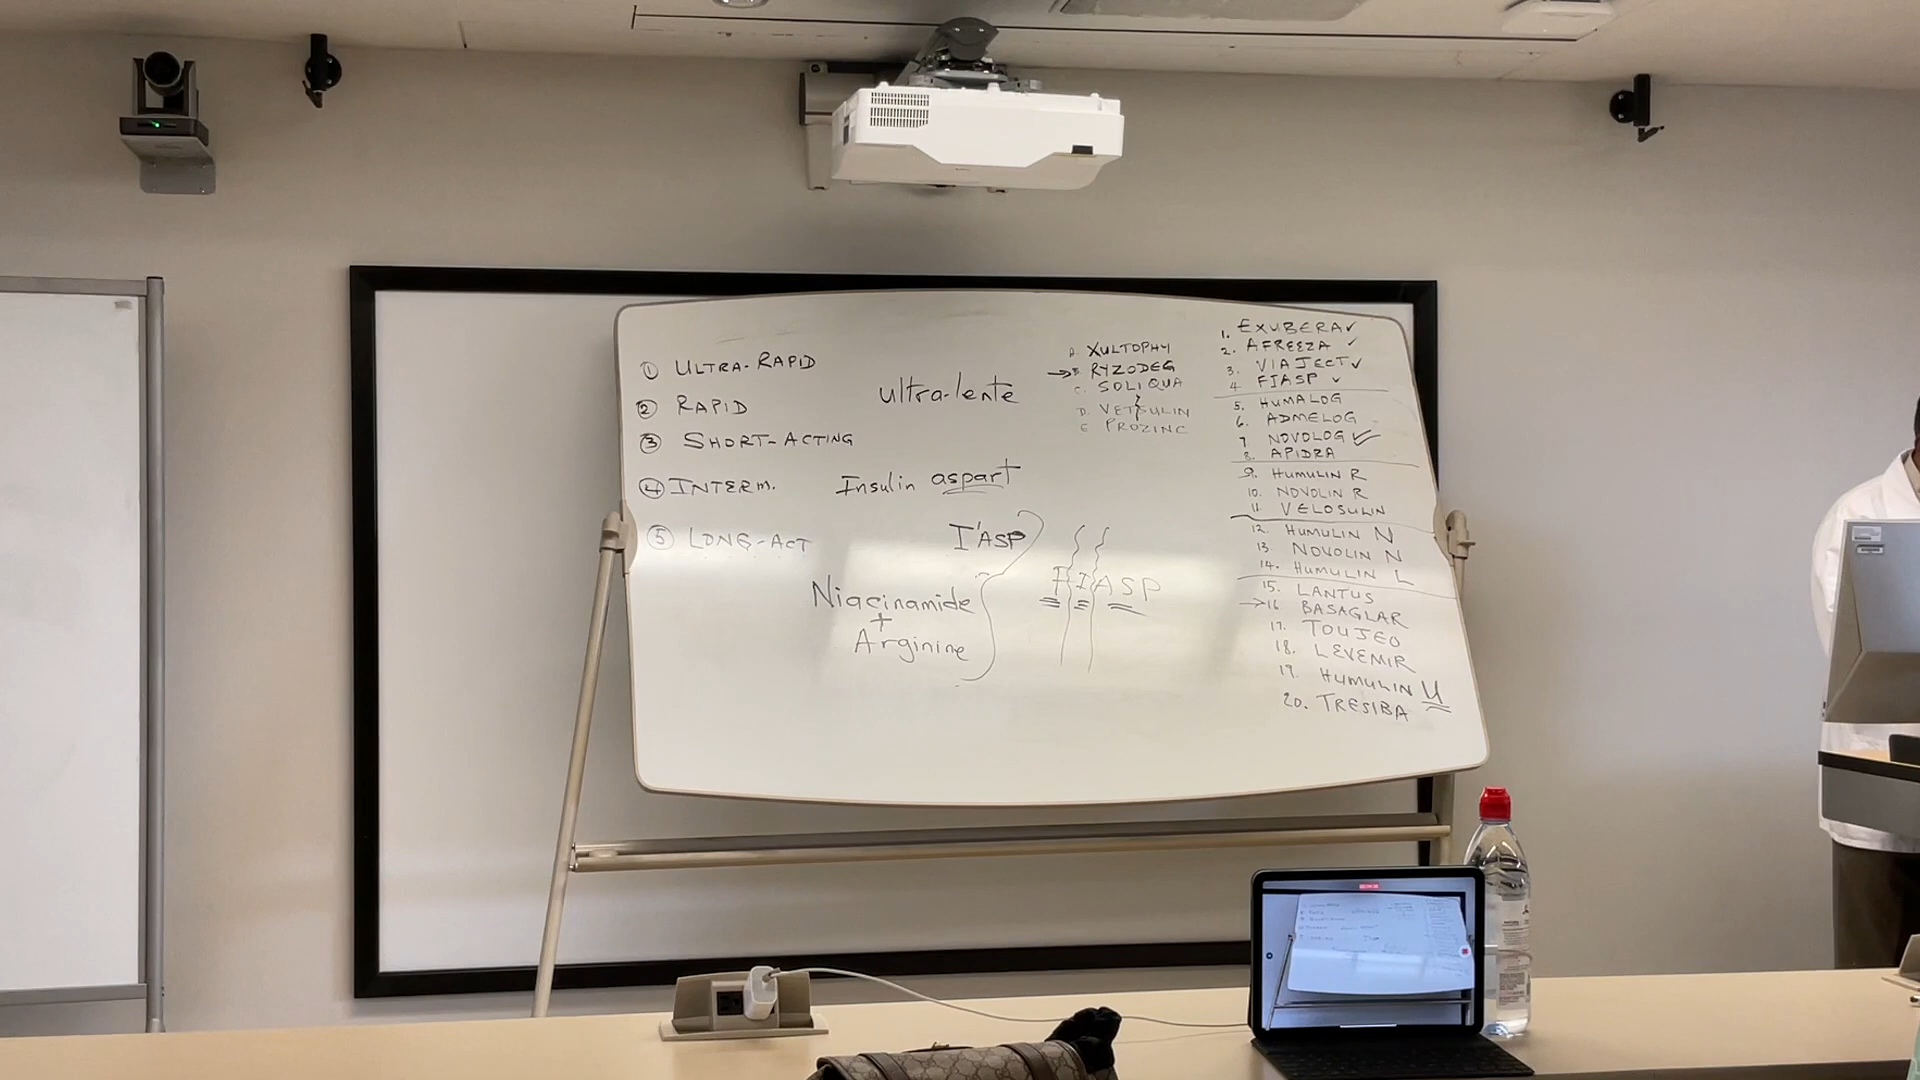 ① ULTRA-RAPID
② RAPID
③ SHORT-ACTING
④ INTERM.
⑤ LONG-ACT
ultra-lente
Insulin aspart
I'ASP
Niacinamide
+
Arginine
FIASP
A. XULTOPHY
→ B. RYZODEG
C. SOLIQUA
D. VETSULIN
E. PROZINC
1. EXUBERA ✓
2. AFREEZA ✓
3. VIAJECT ✓
4. FIASP ✓
5. HUMALOG
6. ADMELOG
7. NOVOLOG ✓
8. APIDRA
9. HUMULIN R
10. NOVOLIN R
11. VELOSULIN
12. HUMULIN N
13. NOVOLIN N
14. HUMULIN L
15. LANTUS
→ 16. BASAGLAR
17. TOUJEO
18. LEVEMIR
19. HUMULIN U
20. TRESIBA